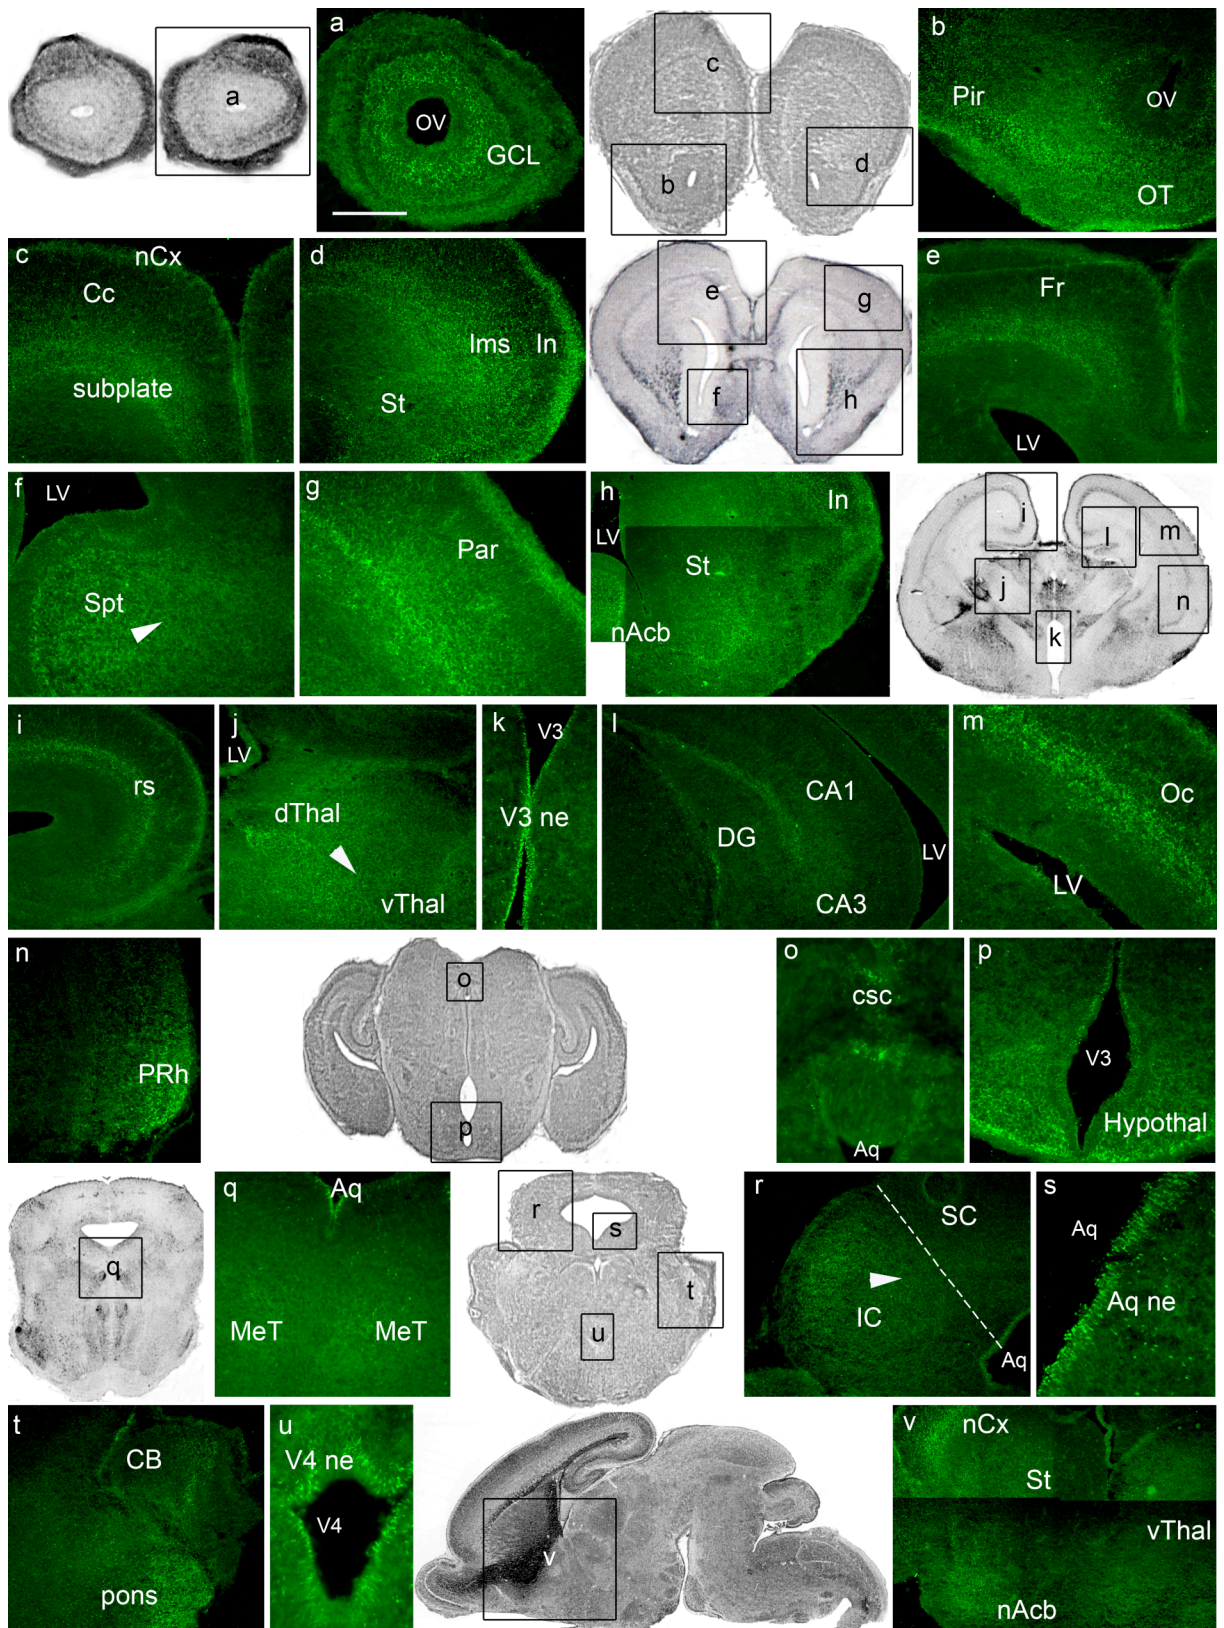 a
a
OV
GCL
c
b
d
b
Pir
OV
OT
c
nCx
Cc
subplate
d
Ims
In
St
e
g
f
h
e
Fr
LV
f
LV
Spt
g
Par
h
In
LV
St
nAcb
i
l
m
j
n
k
i
rs
j
LV
dThal
vThal
k
V3
V3 ne
l
CA1
DG
LV
CA3
m
Oc
LV
n
PRh
o
p
o
csc
Aq
p
V3
Hypothal
q
q
Aq
MeT
MeT
r
s
t
u
r
SC
IC
Aq
s
Aq
Aq ne
t
CB
pons
u
V4 ne
V4
v
v
nCx
St
vThal
nAcb